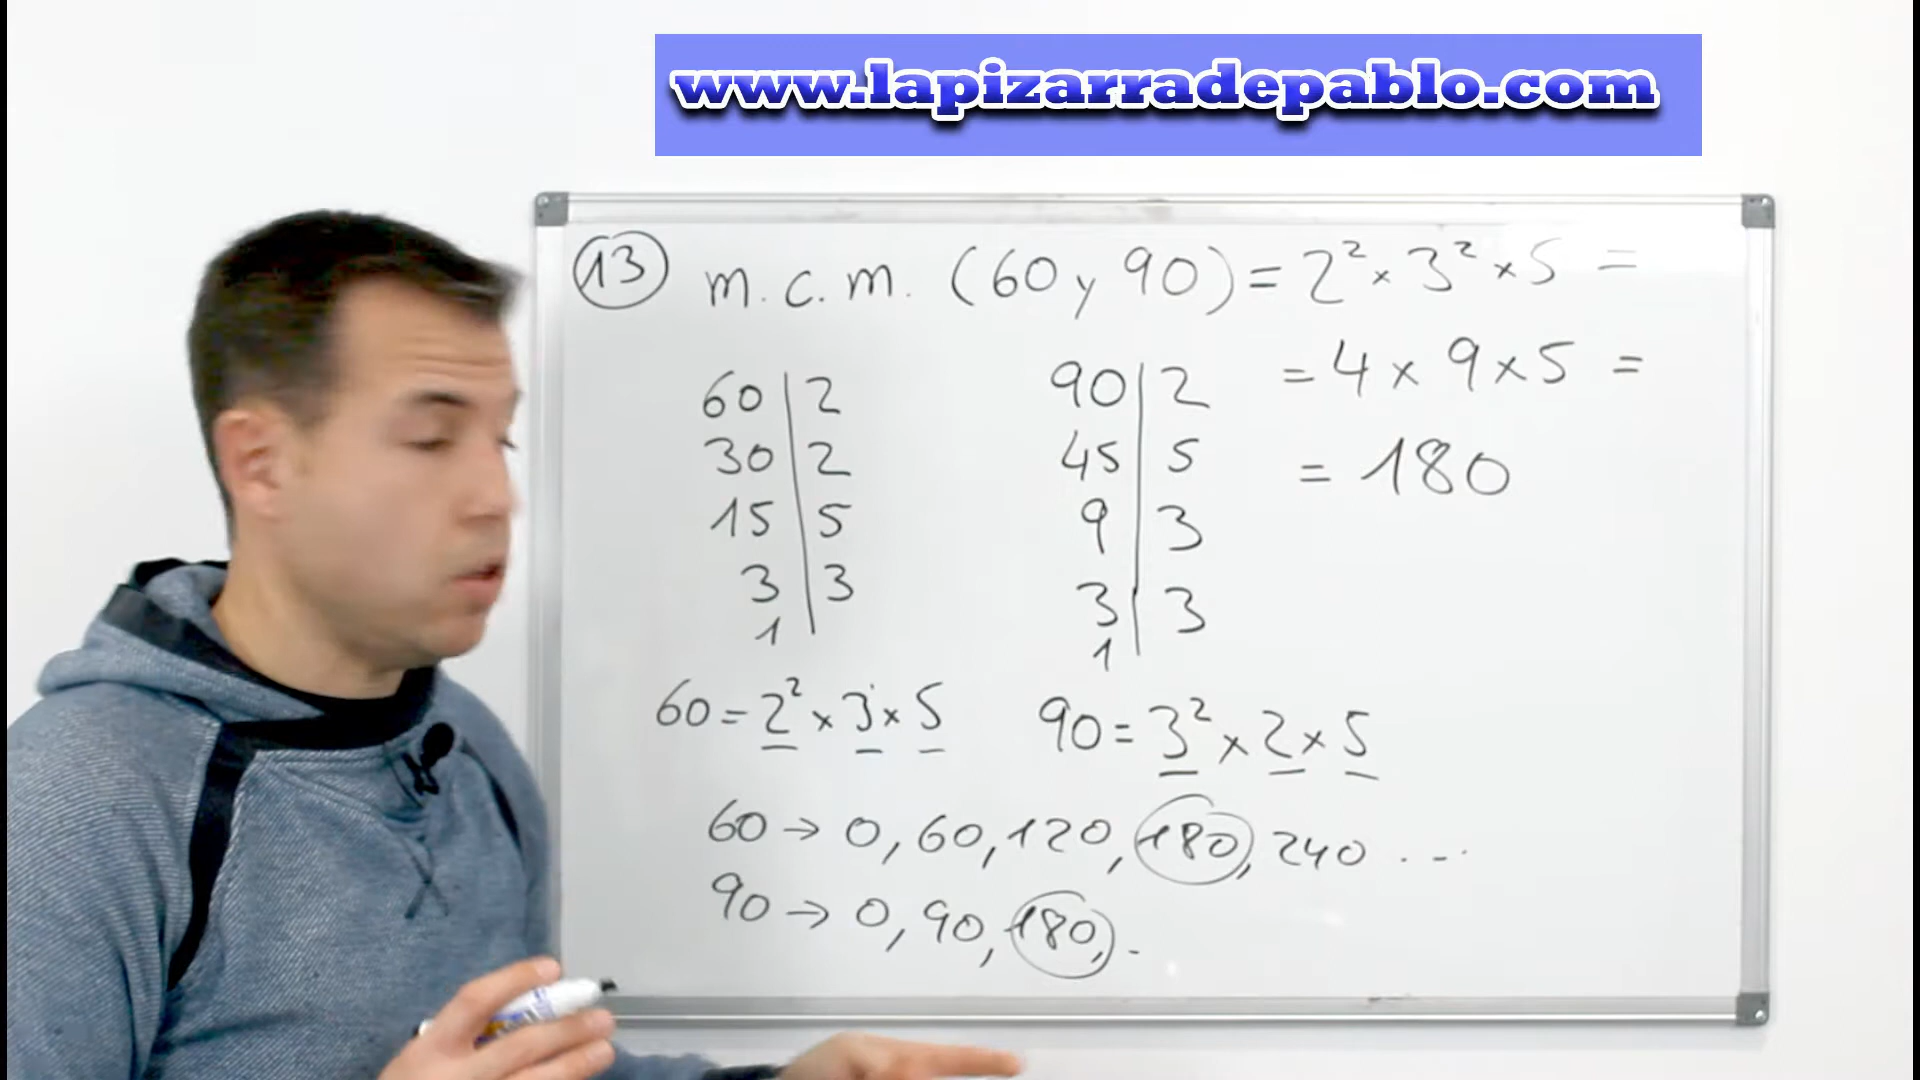 www.lapizarradepablo.com
13 m.c.m. (60 y 90) = 2² × 3² × 5 =
= 4 × 9 × 5 =
= 180
60 | 2
30 | 2
15 | 5
3 | 3
1
90 | 2
45 | 5
9 | 3
3 | 3
1
60 = 2² × 3 × 5
90 = 3² × 2 × 5
60 → 0, 60, 120, 180, 240 ...
90 → 0, 90, 180, .